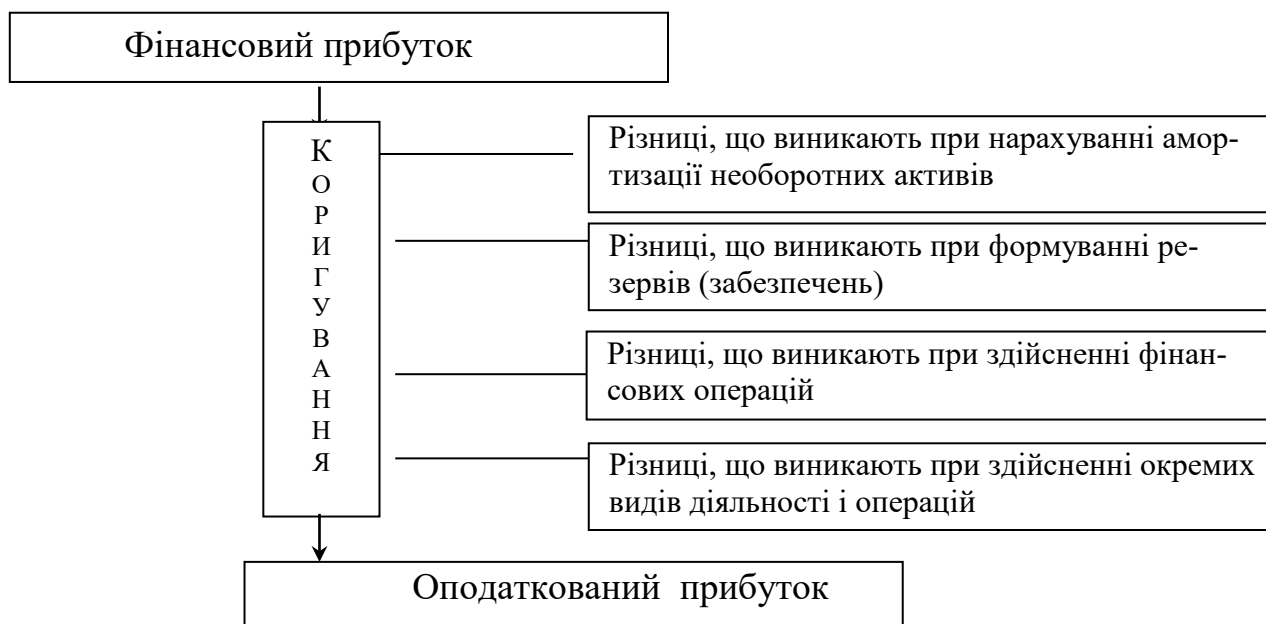 Фінансовий прибуток
КОРИГУВАННЯ
Різниці, що виникають при нарахуванні амор-
тизації необоротних активів
Різниці, що виникають при формуванні ре-
зервів (забезпечень)
Різниці, що виникають при здійсненні фінан-
сових операцій
Різниці, що виникають при здійсненні окремих
видів діяльності і операцій
Оподаткований прибуток